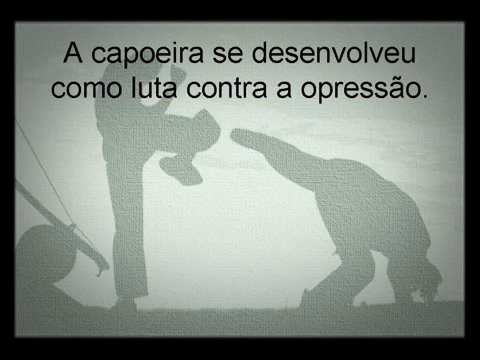 A capoeira se desenvolveu
como luta contra a opressão.